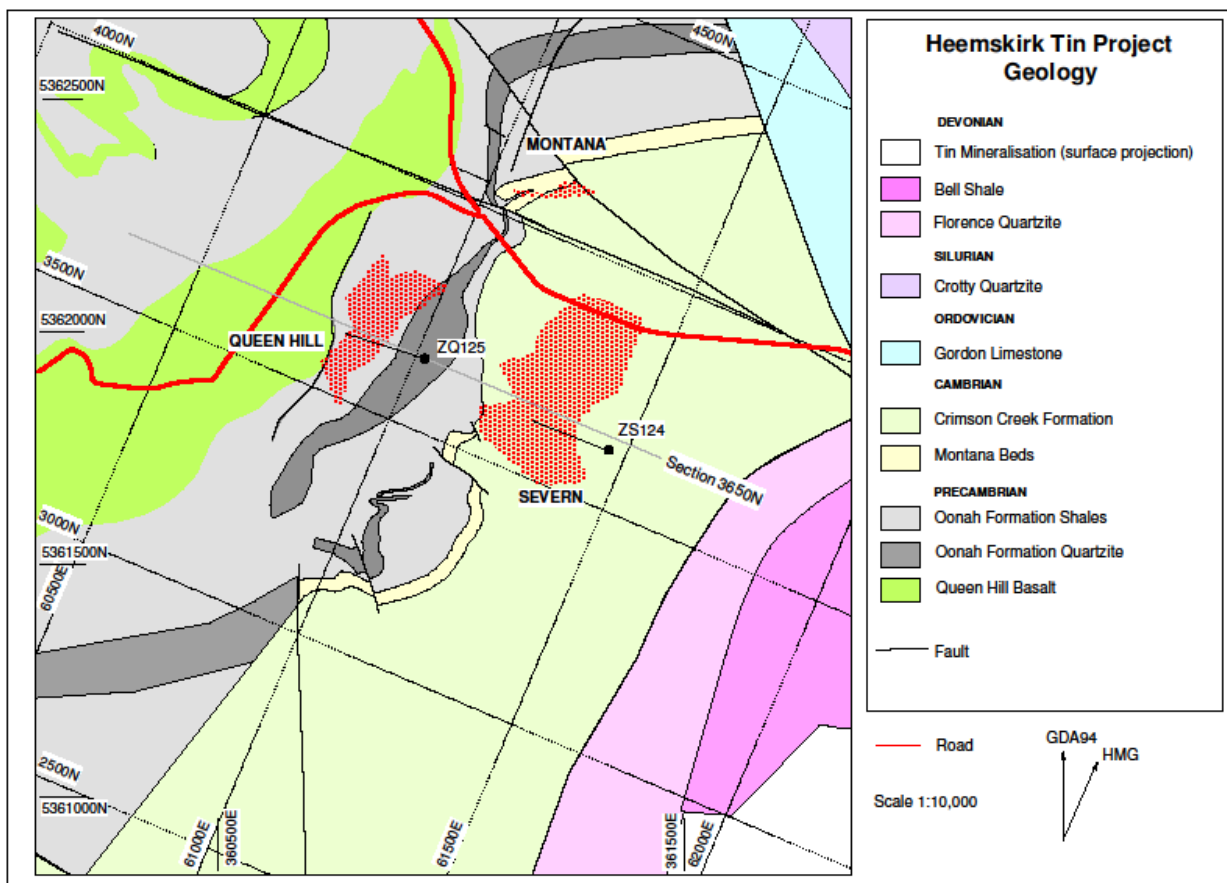 Heemskirk Tin Project
Geology
DEVONIAN
Tin Mineralisation (surface projection)
Bell Shale
Florence Quartzite
SILURIAN
Crotty Quartzite
ORDOVICIAN
Gordon Limestone
CAMBRIAN
Crimson Creek Formation
Montana Beds
PRECAMBRIAN
Oonah Formation Shales
Oonah Formation Quartzite
Queen Hill Basalt
Fault
Road
Scale 1:10,000
GDA94
HMG
4000N
4500N
5362500N
MONTANA
3500N
5362000N
QUEEN HILL
ZQ125
ZS124
Section 3650N
SEVERN
3000N
5361500N
60500E
2500N
5361000N
61000E
360500E
61500E
361500E
62000E